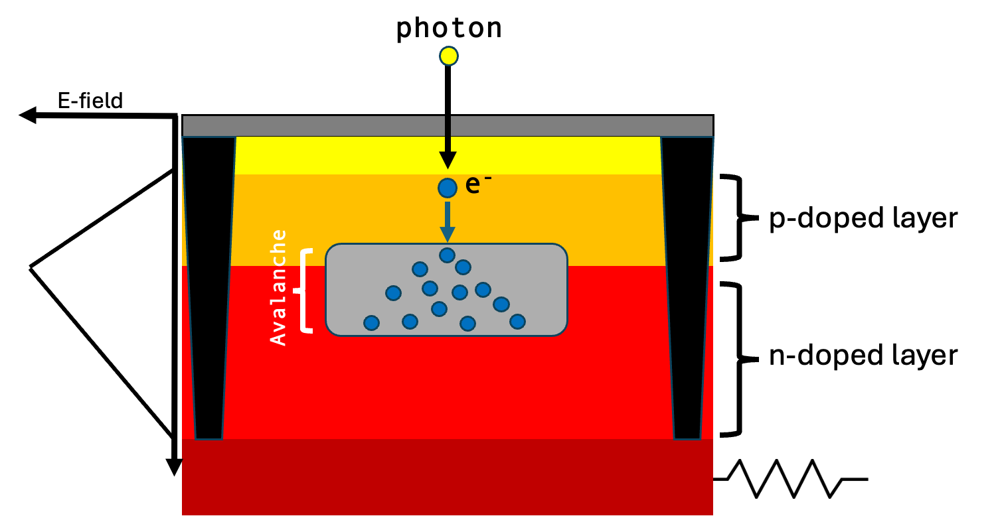 photon
E-field
e⁻
p-doped layer
Avalanche
n-doped layer